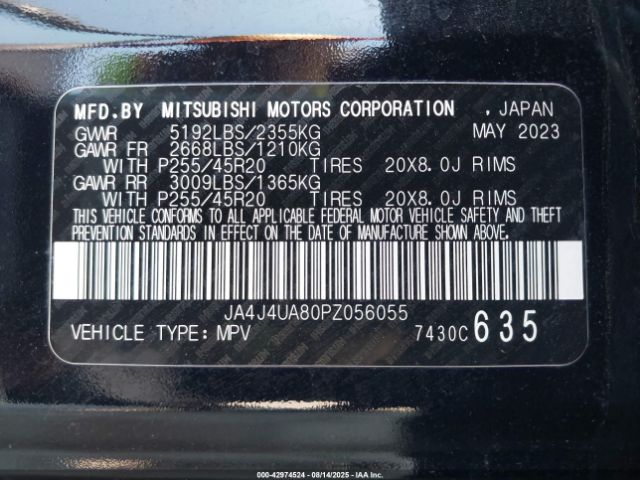 MFD.BY MITSUBISHI MOTORS CORPORATION , JAPAN
GWWR 5192LBS/2355KG MAY 2023
GAWR FR 2668LBS/1210KG
WITH P255/45R20 TIRES 20X8.0J RIMS
GAWR RR 3009LBS/1365KG
WITH P255/45R20 TIRES 20X8.0J RIMS
THIS VEHICLE CONFORMS TO ALL APPLICABLE FEDERAL MOTOR VEHICLE SAFETY AND THEFT
PREVENTION STANDARDS IN EFFECT ON THE DATE OF MANUFACTURE SHOWN ABOVE.
JA4J4UA80PZ056055
VEHICLE TYPE:MPV 7430C 635
© 00-42974524 - 08/14/2025 - IAA Inc. Copyright